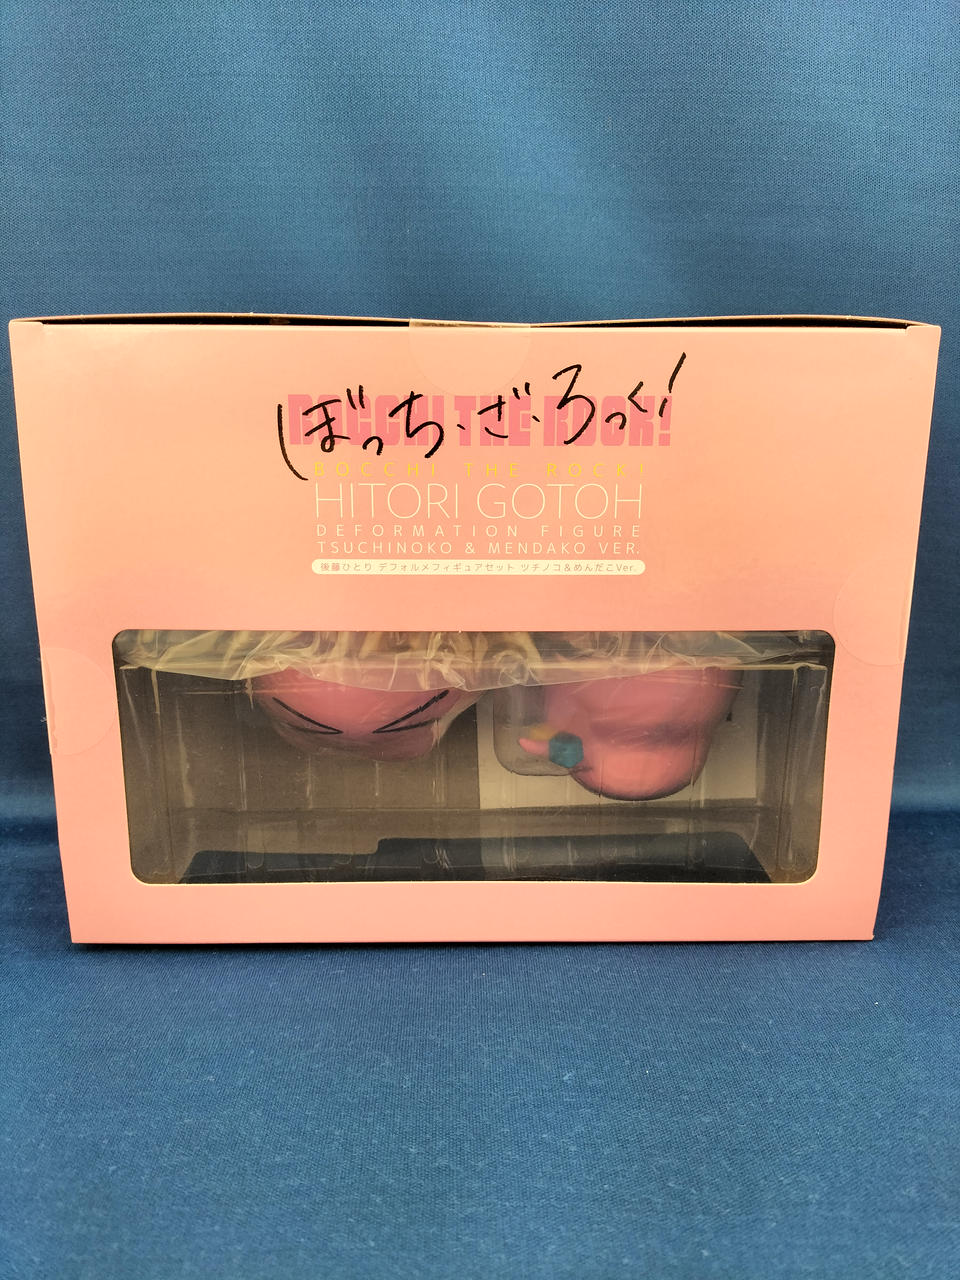 ぼっち・ざ・ろっく!
BOCCHI THE ROCK!
BOCCHI THE ROCK!
HITORI GOTOH
DEFORMATION FIGURE
TSUCHINOKO & MENDAKO VER.
後藤ひとり デフォルメフィギュアセット ツチノコ&めんだこVer.